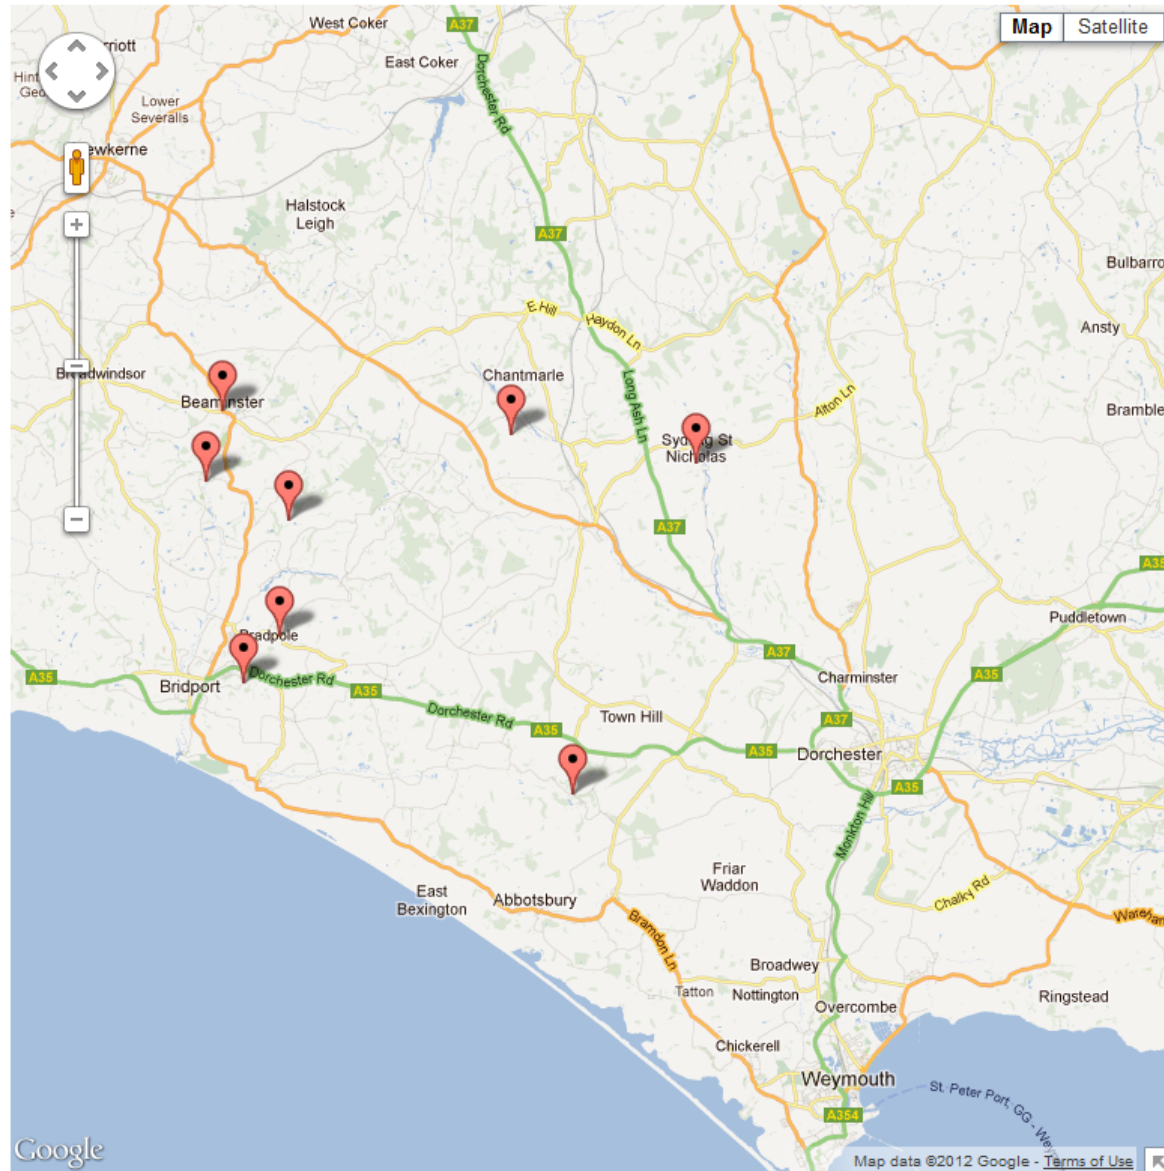 West Coker
A37
Map
Satellite
East Coker
Dorchester Rd
Lower
Severalls
Halstock
Leigh
A37
Bulbarro
E Hill
Haydon Ln
Ansty
Chantmarle
Long Ash Ln
Beaminster
Alton Ln
Bramble
Nicholas
A37
A35
Puddletown
Bradpole
A37
A35
Bridport
Dorchester Rd
A35
Charminster
A35
Dorchester Rd
A35
Town Hill
A37
A35
Dorchester
A35
Monkton Hill
Friar
Waddon
East
Bexington
Abbotsbury
Chalky Rd
Bramdon Ln
Wareham
Broadwey
Tatton
Nottington
Ringstead
Overcombe
Chickerell
Weymouth
St. Peter Port, GG - Wey
A354
Google
Map data ©2012 Google - Terms of Use